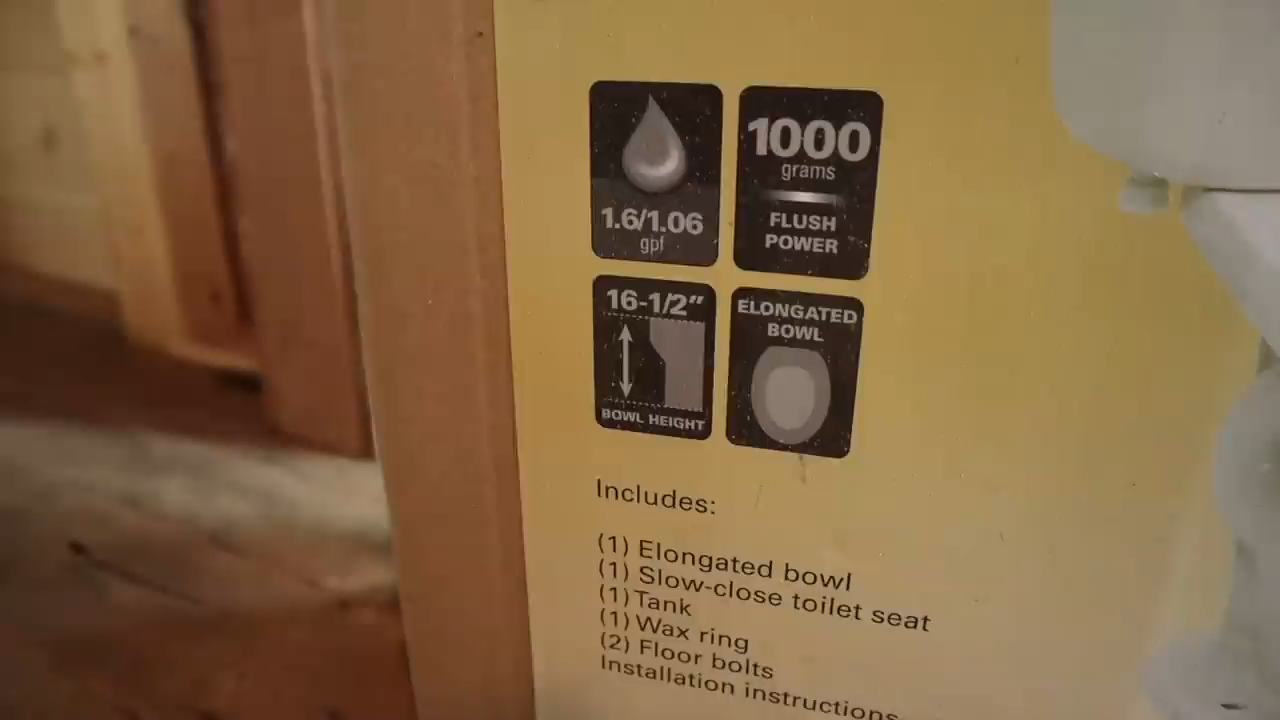 1.6/1.06
gpf
1000
grams
FLUSH
POWER
16-1/2"
BOWL HEIGHT
ELONGATED
BOWL
Includes:
(1) Elongated bowl
(1) Slow-close toilet seat
(1) Tank
(1) Wax ring
(2) Floor bolts
Installation instructions